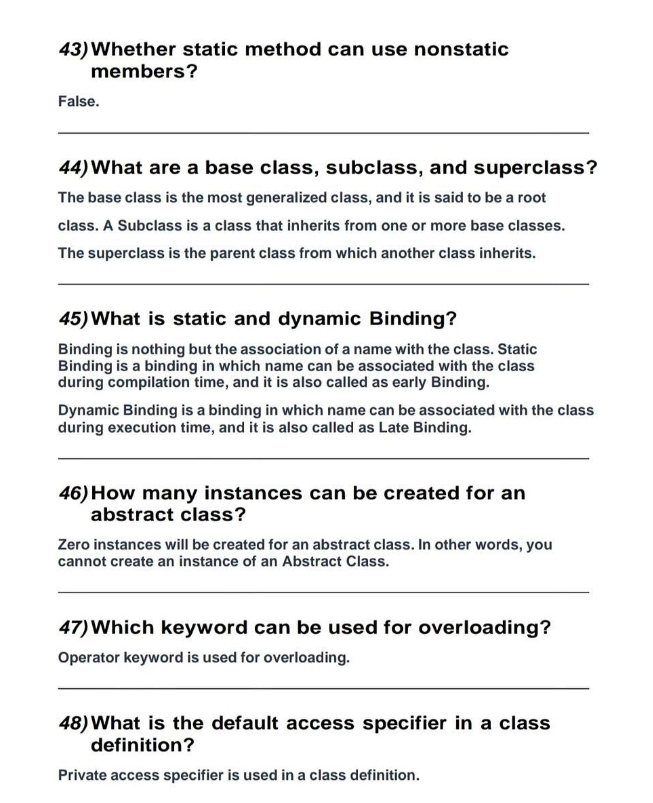 43) Whether static method can use nonstatic
members?
False.
44) What are a base class, subclass, and superclass?
The base class is the most generalized class, and it is said to be a root
class. A Subclass is a class that inherits from one or more base classes.
The superclass is the parent class from which another class inherits.
45) What is static and dynamic Binding?
Binding is nothing but the association of a name with the class. Static
Binding is a binding in which name can be associated with the class
during compilation time, and it is also called as early Binding.
Dynamic Binding is a binding in which name can be associated with the class
during execution time, and it is also called as Late Binding.
46) How many instances can be created for an
abstract class?
Zero instances will be created for an abstract class. In other words, you
cannot create an instance of an Abstract Class.
47) Which keyword can be used for overloading?
Operator keyword is used for overloading.
48) What is the default access specifier in a class
definition?
Private access specifier is used in a class definition.